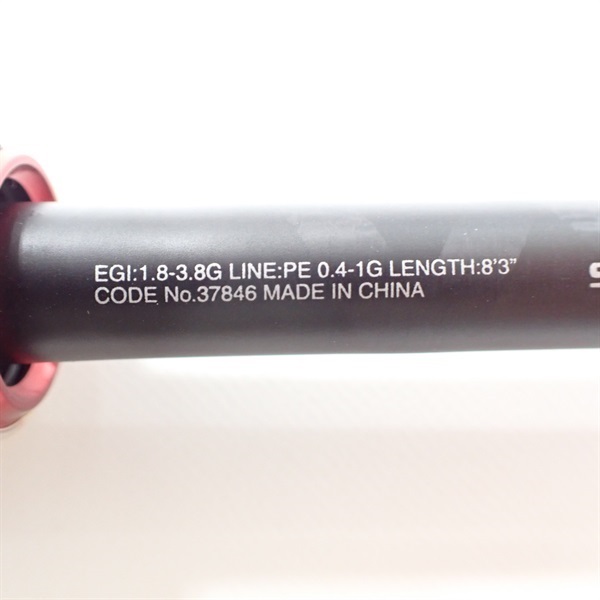 EGI:1.8-3.8G LINE:PE 0.4-1G LENGTH:8'3"
CODE No.37846 MADE IN CHINA